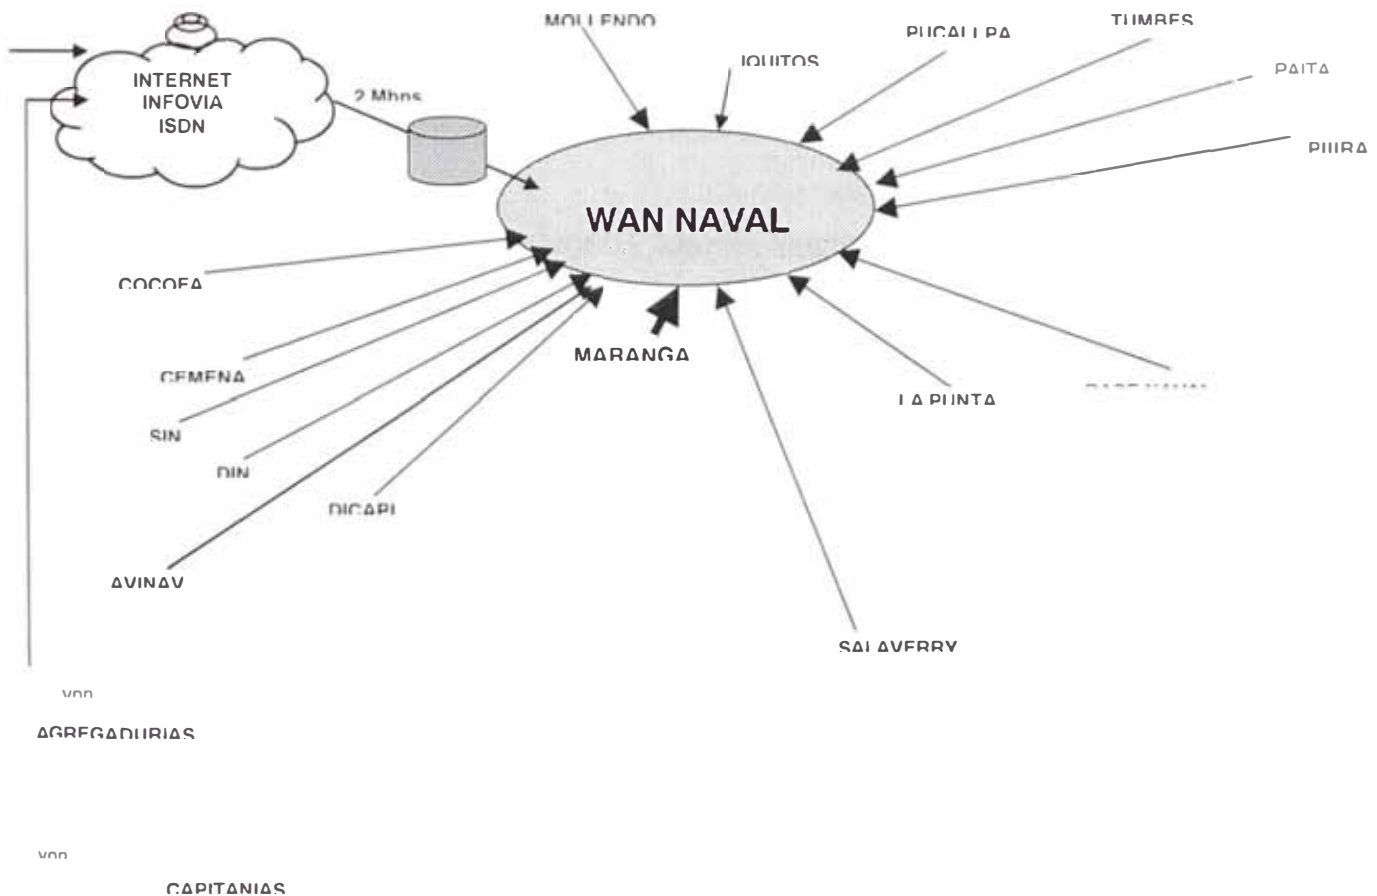 MOLLENDO
TUMBES
PUCALLPA
IQUITOS
PAITA
INTERNET
INFOVIA
ISDN
2 Mbps
PIURA
WAN NAVAL
COCOFA
MARANGA
CEMENA
LA PUNTA
SIN
DIN
DICAPI
AVINAV
SALAVERRY
vpn
AGREGADURIAS
vpn
CAPITANIAS